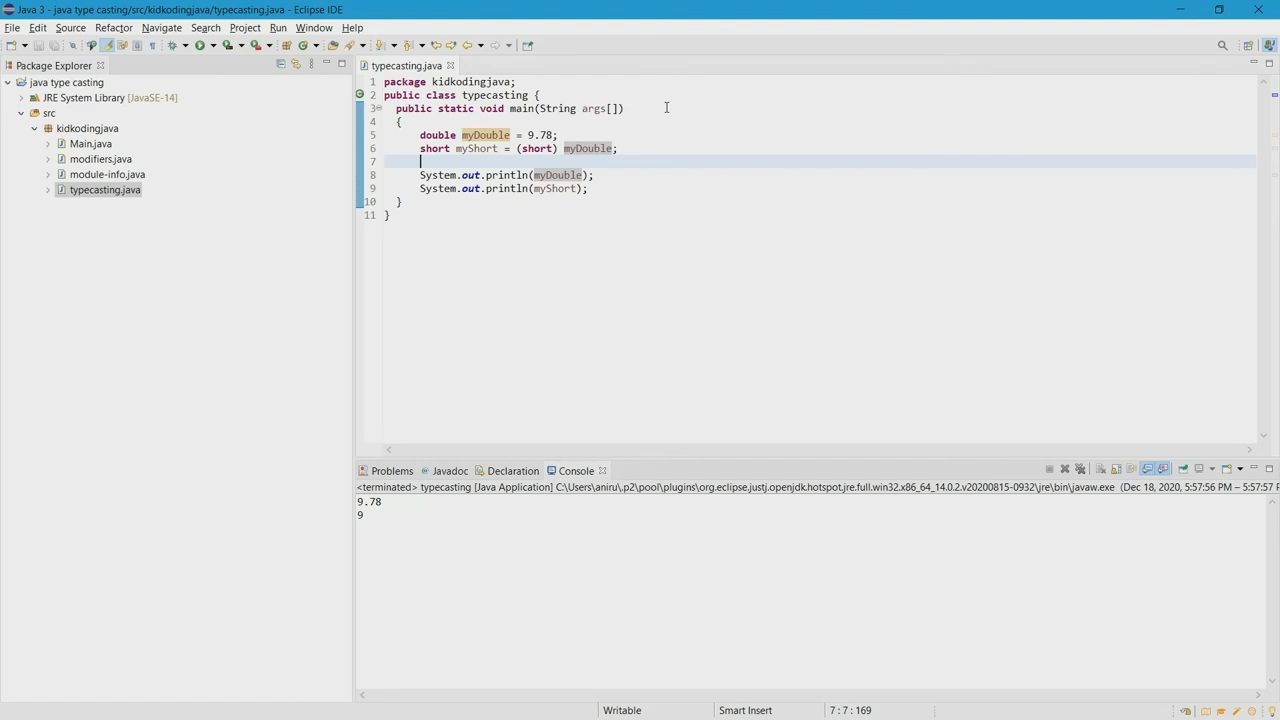 Java 3 - java type casting/src/kidkodingjava/typecasting.java - Eclipse IDE
File Edit Source Refactor Navigate Search Project Run Window Help
Package Explorer
java type casting
JRE System Library [JavaSE-14]
src
kidkodingjava
Main.java
modifiers.java
module-info.java
typecasting.java
typecasting.java
1 package kidkodingjava;
2 public class typecasting {
3 public static void main(String args[])
4 {
5 double myDouble = 9.78;
6 short myShort = (short) myDouble;
7
8 System.out.println(myDouble);
9 System.out.println(myShort);
10 }
11 }
Problems Javadoc Declaration Console
<terminated> typecasting [Java Application] C:\Users\aniru\.p2\pool\plugins\org.eclipse.justj.openjdk.hotspot.jre.full.win32.x86_64_14.0.2.v20200815-0932\jre\bin\javaw.exe (Dec 18, 2020, 5:57:56 PM – 5:57:57
9.78
9
Writable Smart Insert 7 : 7 : 169